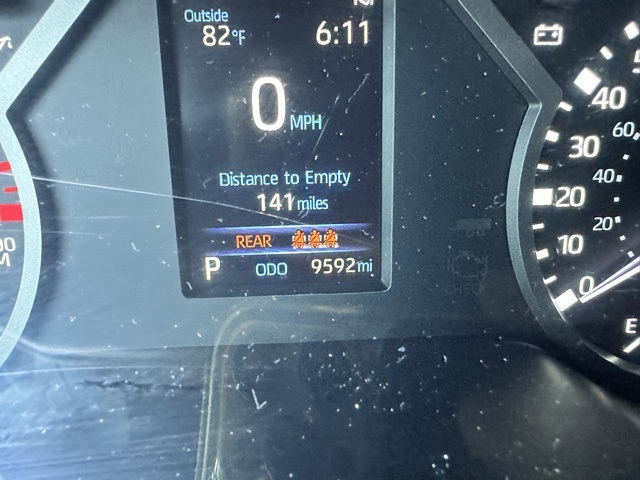 Outside
82°F 6:11
0 MPH
Distance to Empty
141 miles
REAR
P ODO 9592 mi
40
60
30
40
20
20
10
0
E